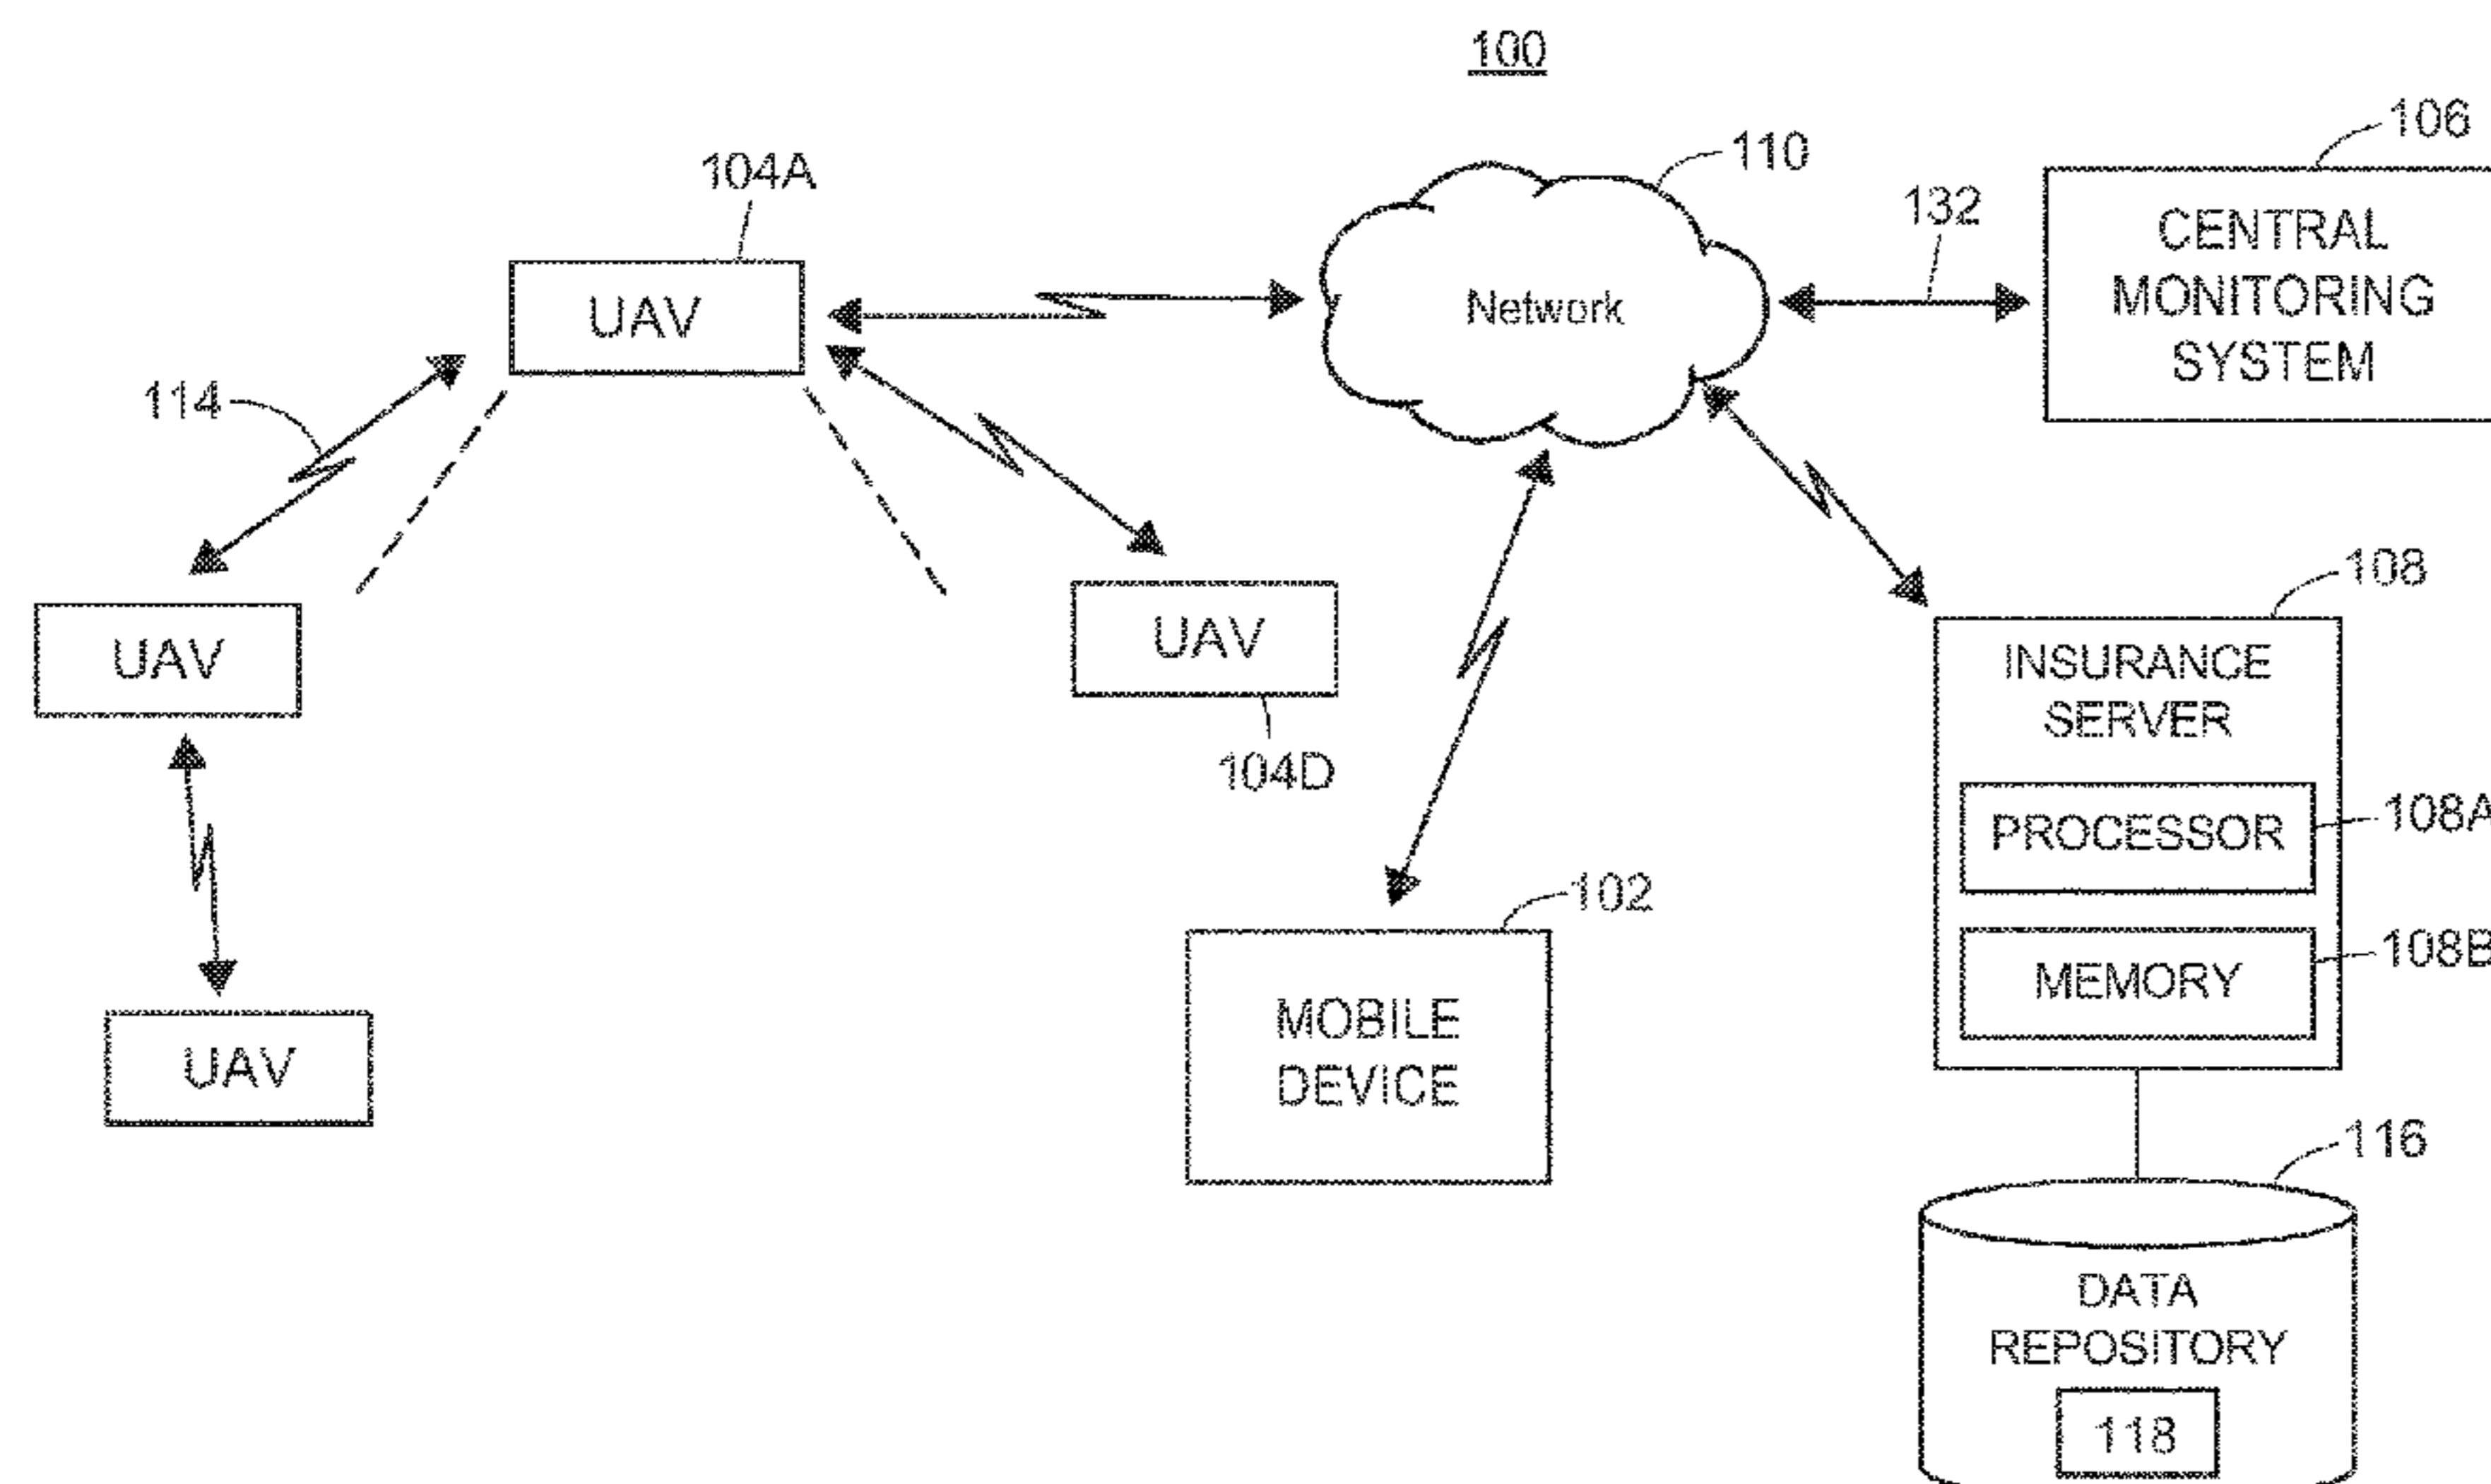 100
106
110
132
104A
CENTRAL
MONITORING
SYSTEM
UAV
Network
114
108
UAV
UAV
INSURANCE
SERVER
104D
PROCESSOR
108A
102
MEMORY
108B
MOBILE
DEVICE
UAV
116
DATA
REPOSITORY
118